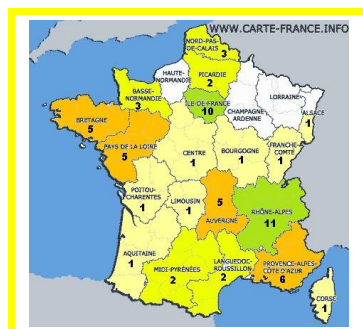 WWW.CARTE-FRANCE.INFO
NORD-PAS-
DE-CALAIS
3
HAUTE-
NORMANDIE
PICARDIE
2
BASSE-
NORMANDIE
3
ILE-DE-FRANCE
10
CHAMPAGNE
ARDENNE
LORRAINE
ALSACE
1
BRETAGNE
5
PAYS DE LA LOIRE
5
CENTRE
1
BOURGOGNE
1
FRANCHE-
COMTE
1
POITOU-
CHARENTES
1
LIMOUSIN
1
5
AUVERGNE
RHÔNE-ALPES
11
AQUITAINE
1
MIDI-PYRÉNÉES
2
LANGUEDOC-
ROUSSILLON
2
PROVENCE-ALPES-
CÔTE D'AZUR
6
CORSE
1